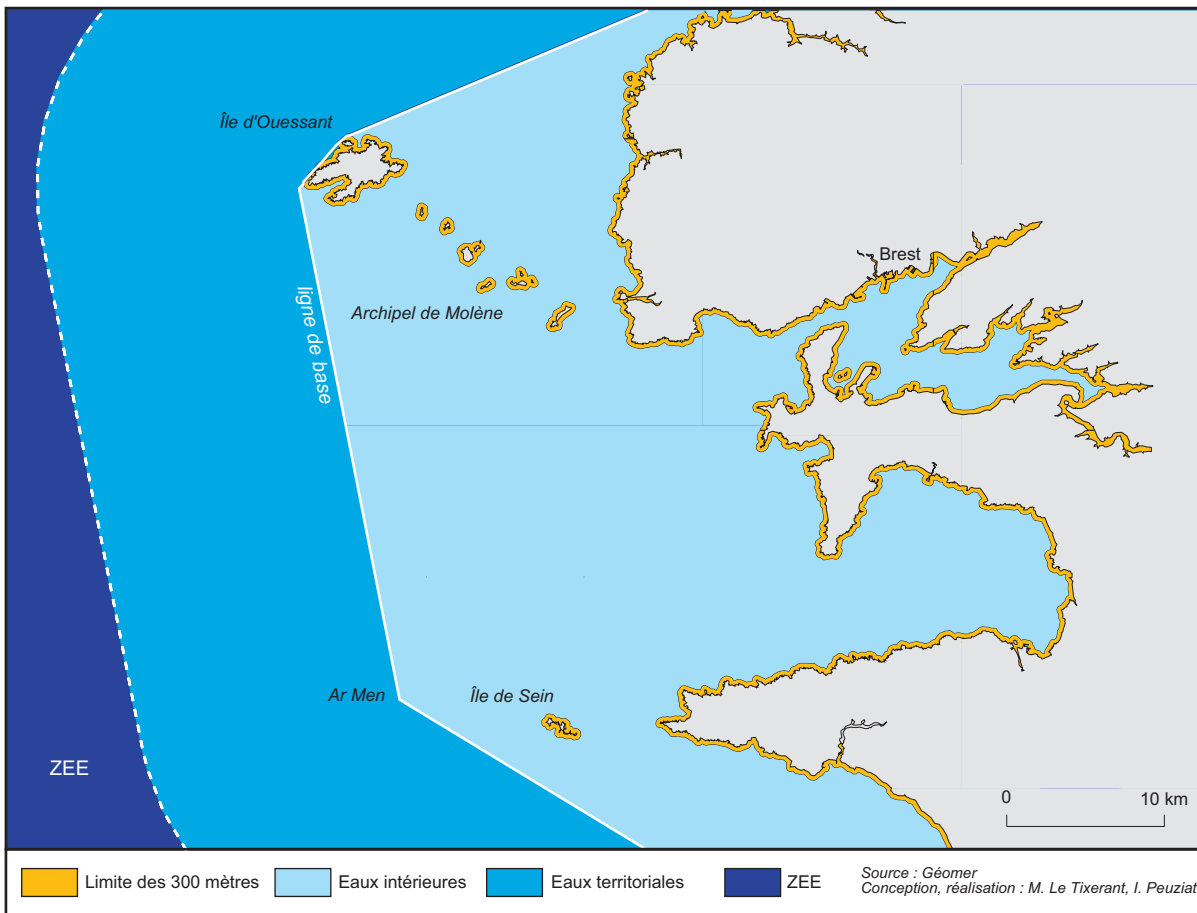 Île d'Ouessant
Brest
ligne de base
Archipel de Molène
Ar Men
Île de Sein
ZEE
0
10 km
Limite des 300 mètres
Eaux intérieures
Eaux territoriales
ZEE
Source : Géomer
Conception, réalisation : M. Le Tixerant, I. Peuziat